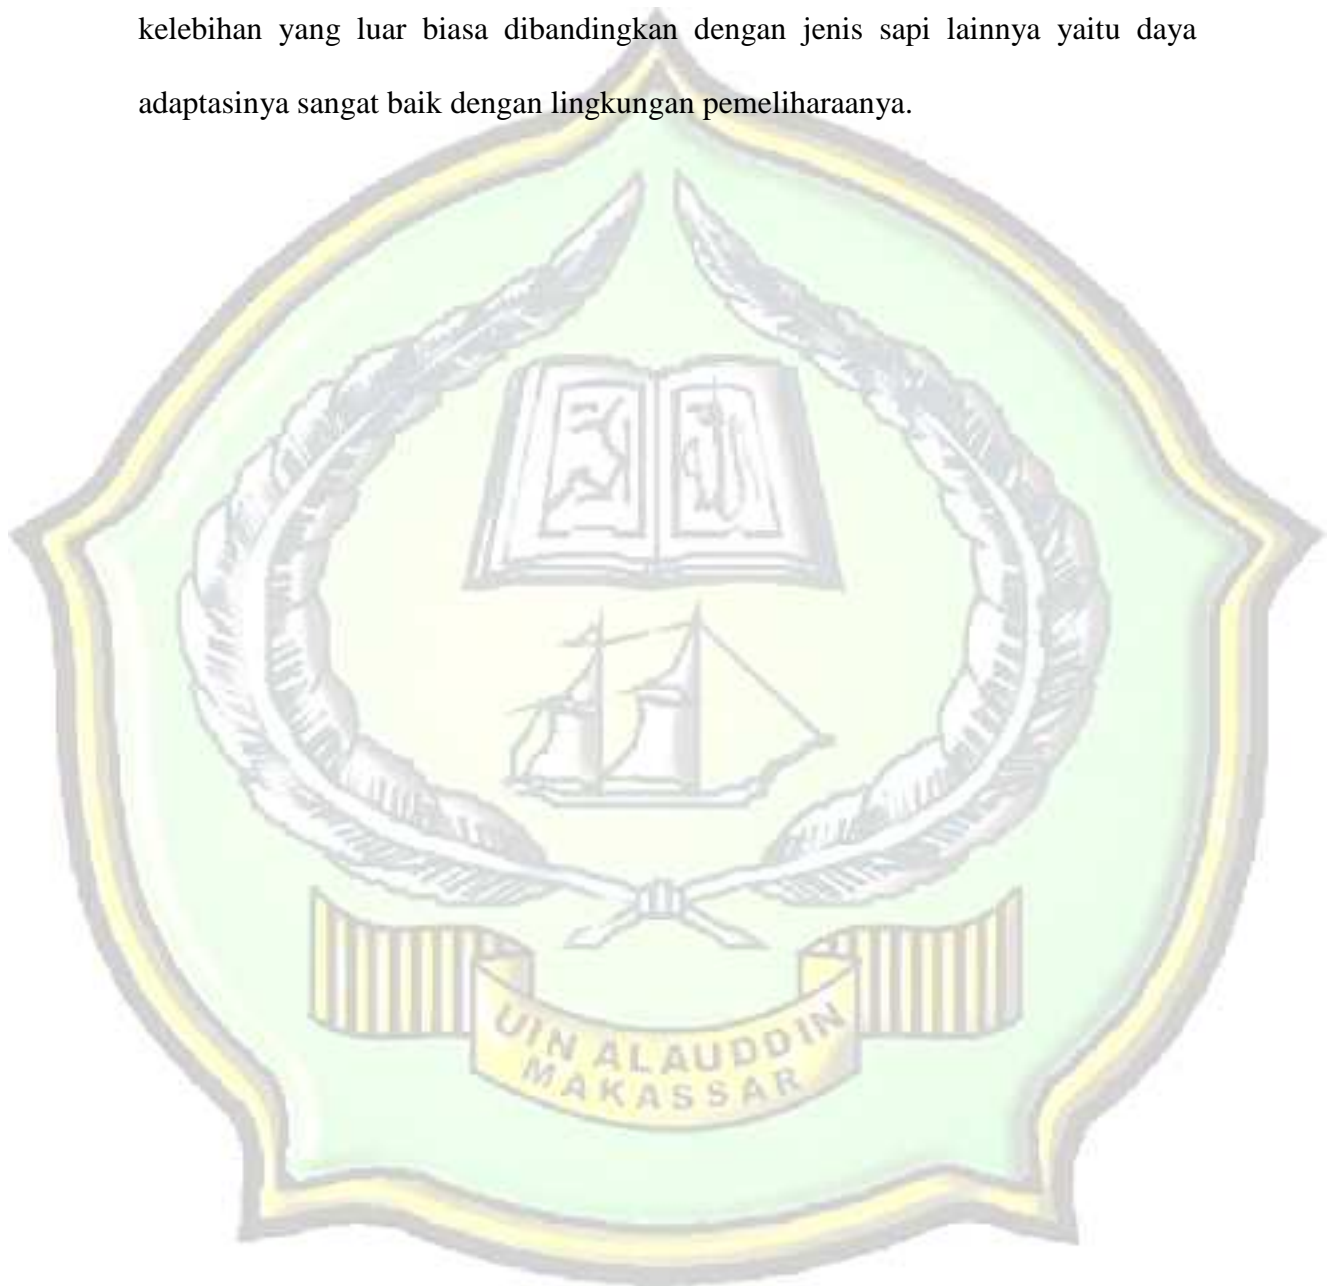 kelebihan yang luar biasa dibandingkan dengan jenis sapi lainnya yaitu daya
adaptasinya sangat baik dengan lingkungan pemeliharaanya.
UIN ALAUDDIN
MAKASSAR